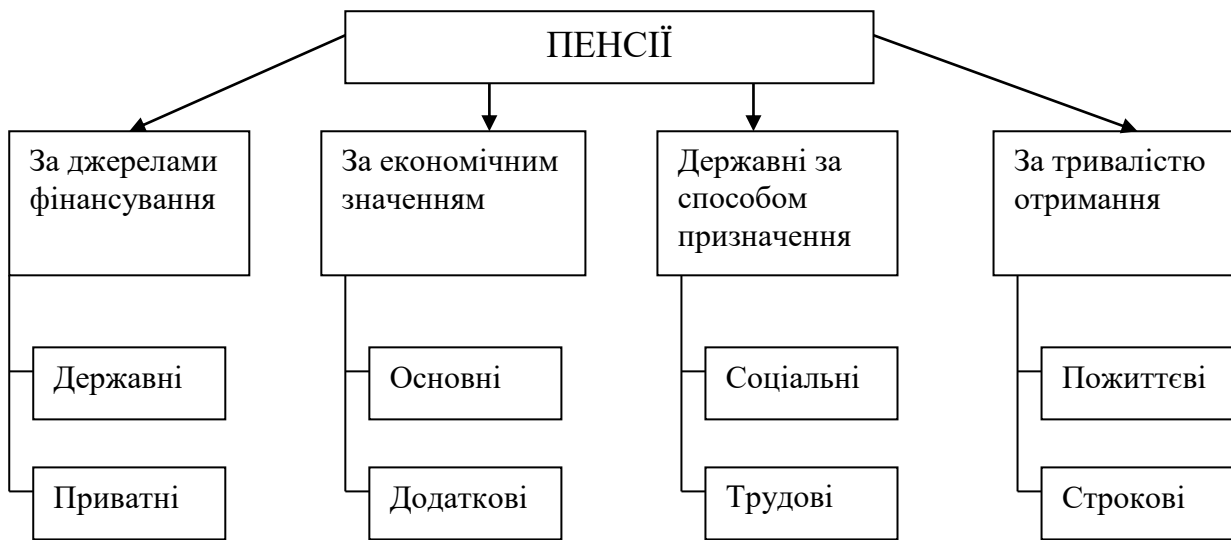 ПЕНСІЇ
За джерелами
фінансування
За економічним
значенням
Державні за
способом
призначення
За тривалістю
отримання
Державні
Основні
Соціальні
Пожиттєві
Приватні
Додаткові
Трудові
Строкові